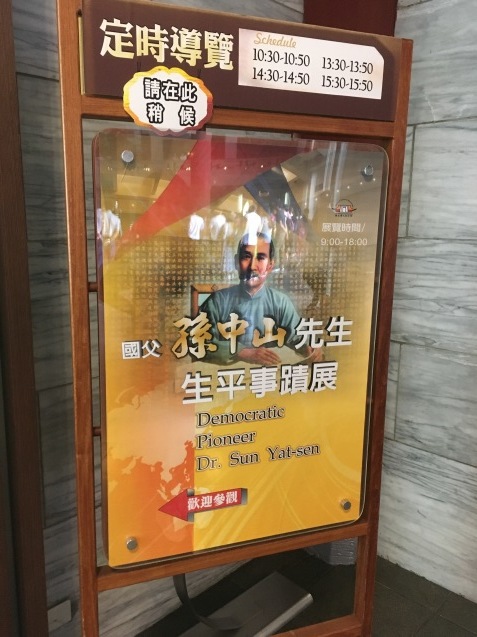 定時導覽
Schedule
10:30-10:50 13:30-13:50
14:30-14:50 15:30-15:50
請在此
稍 候
展覽時間/
9:00-18:00
國父 孫中山 先生
生平事蹟展
Democratic
Pioneer
Dr. Sun Yat-sen
歡迎參觀